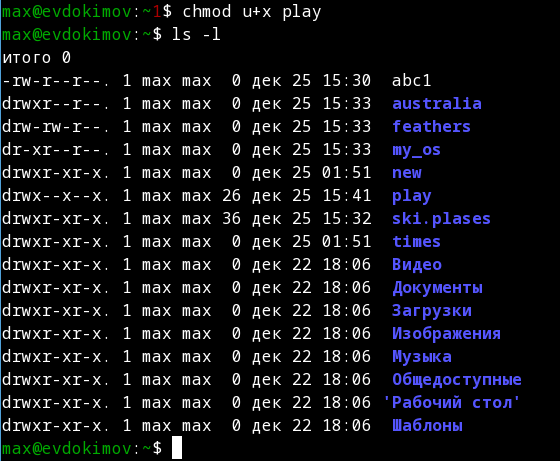 max@evdokimov:~1$ chmod u+x play
max@evdokimov:~$ ls -l
итого 0
-rw-r--r--. 1 max max  0 дек 25 15:30  abc1
drwxr--r--. 1 max max  0 дек 25 15:33  australia
drw-rw-r--. 1 max max  0 дек 25 15:33  feathers
dr-xr--r--. 1 max max  0 дек 25 15:33  my_os
drwxr-xr-x. 1 max max  0 дек 25 01:51  new
drwx--x--x. 1 max max 26 дек 25 15:41  play
drwxr-xr-x. 1 max max 36 дек 25 15:32  ski.plases
drwxr-xr-x. 1 max max  0 дек 25 01:51  times
drwxr-xr-x. 1 max max  0 дек 22 18:06  Видео
drwxr-xr-x. 1 max max  0 дек 22 18:06  Документы
drwxr-xr-x. 1 max max  0 дек 22 18:06  Загрузки
drwxr-xr-x. 1 max max  0 дек 22 18:06  Изображения
drwxr-xr-x. 1 max max  0 дек 22 18:06  Музыка
drwxr-xr-x. 1 max max  0 дек 22 18:06  Общедоступные
drwxr-xr-x. 1 max max  0 дек 22 18:06 'Рабочий стол'
drwxr-xr-x. 1 max max  0 дек 22 18:06  Шаблоны
max@evdokimov:~$